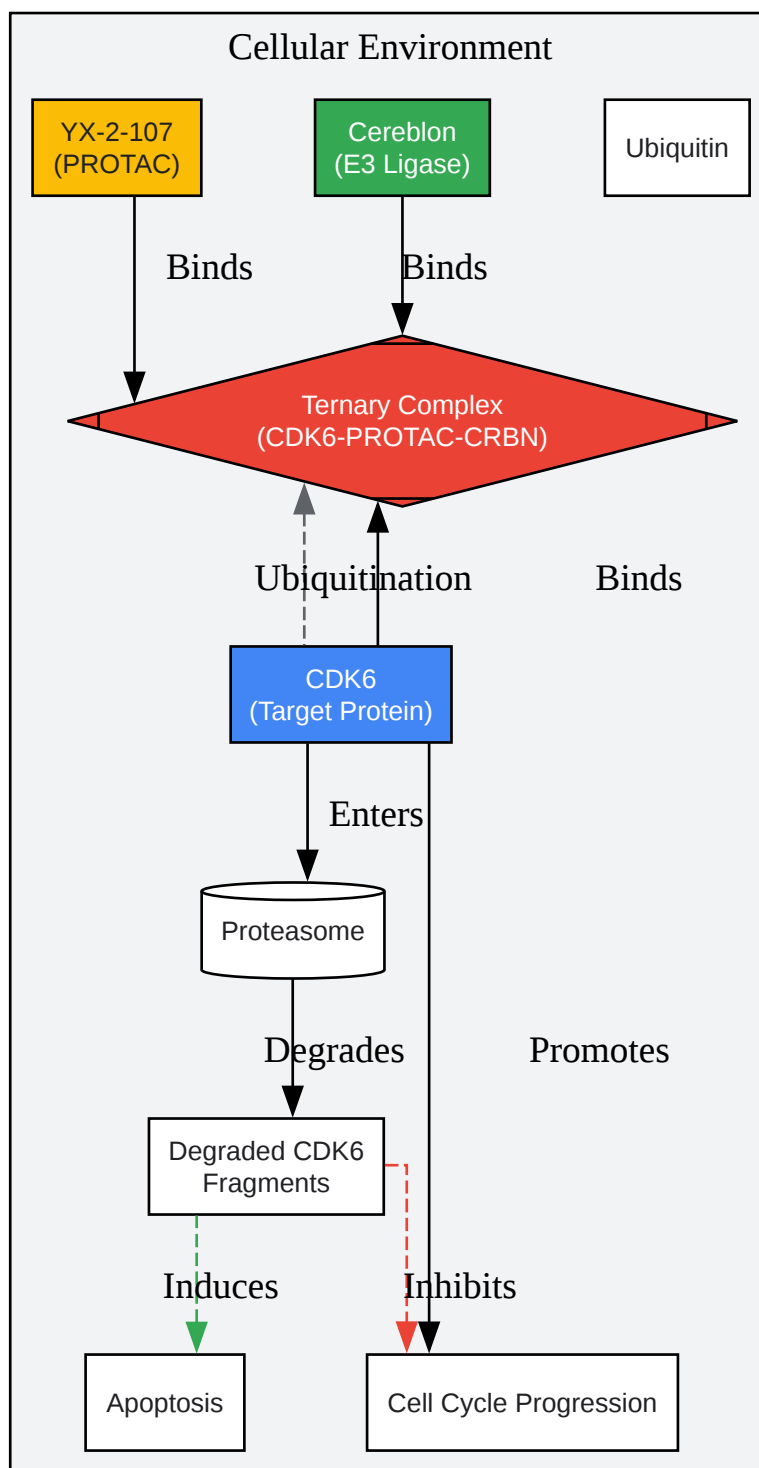 Cellular Environment
YX-2-107
(PROTAC)
Cereblon
(E3 Ligase)
Ubiquitin
Binds
Binds
Ternary Complex
(CDK6-PROTAC-CRBN)
Ubiquitination
Binds
CDK6
(Target Protein)
Enters
Proteasome
Degrades
Promotes
Degraded CDK6
Fragments
Induces
Inhibits
Apoptosis
Cell Cycle Progression